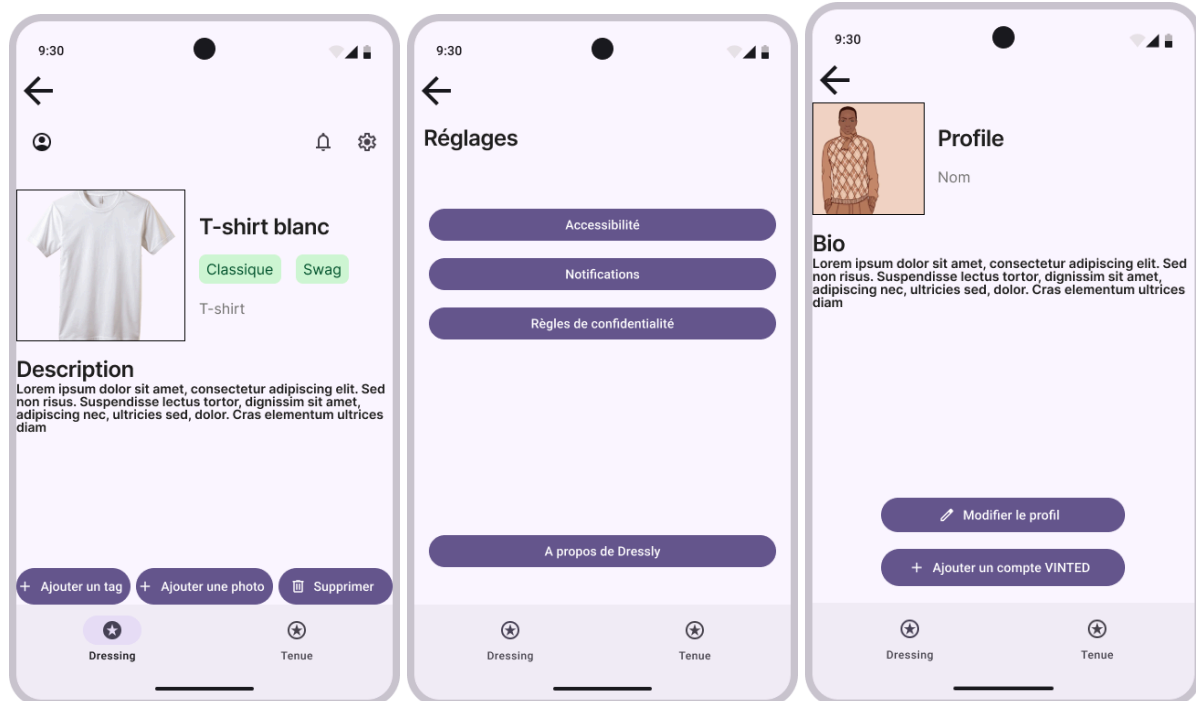 9:30
T-shirt blanc
Classique
Swag
T-shirt
Description
Lorem ipsum dolor sit amet, consectetur adipiscing elit. Sed
non risus. Suspendisse lectus tortor, dignissim sit amet,
adipiscing nec, ultricies sed, dolor. Cras elementum ultrices
diam
+ Ajouter un tag
+ Ajouter une photo
Supprimer
Dressing
Tenue
9:30
Réglages
Accessibilité
Notifications
Règles de confidentialité
A propos de Dressly
Dressing
Tenue
9:30
Profile
Nom
Bio
Lorem ipsum dolor sit amet, consectetur adipiscing elit. Sed
non risus. Suspendisse lectus tortor, dignissim sit amet,
adipiscing nec, ultricies sed, dolor. Cras elementum ultrices
diam
Modifier le profil
+ Ajouter un compte VINTED
Dressing
Tenue